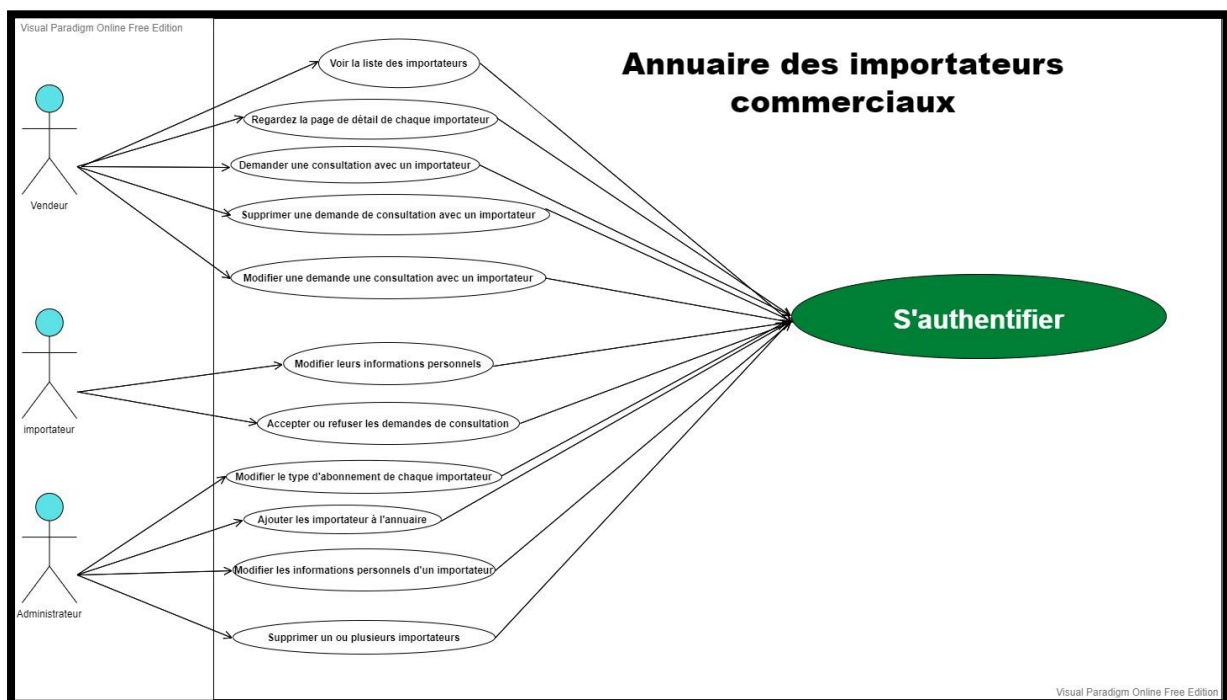 Visual Paradigm Online Free Edition
Annuaire des importateurs
commerciaux
Voir la liste des importateurs
Regardez la page de détail de chaque importateur
Demander une consultation avec un importateur
Vendeur
Supprimer une demande de consultation avec un importateur
Modifier une demande une consultation avec un importateur
S'authentifier
Modifier leurs informations personnels
importateur
Accepter ou refuser les demandes de consultation
Modifier le type d'abonnement de chaque importateur
Ajouter les importateur à l'annuaire
Modifier les informations personnels d'un importateur
Administrateur
Supprimer un ou plusieurs importateurs
Visual Paradigm Online Free Edition